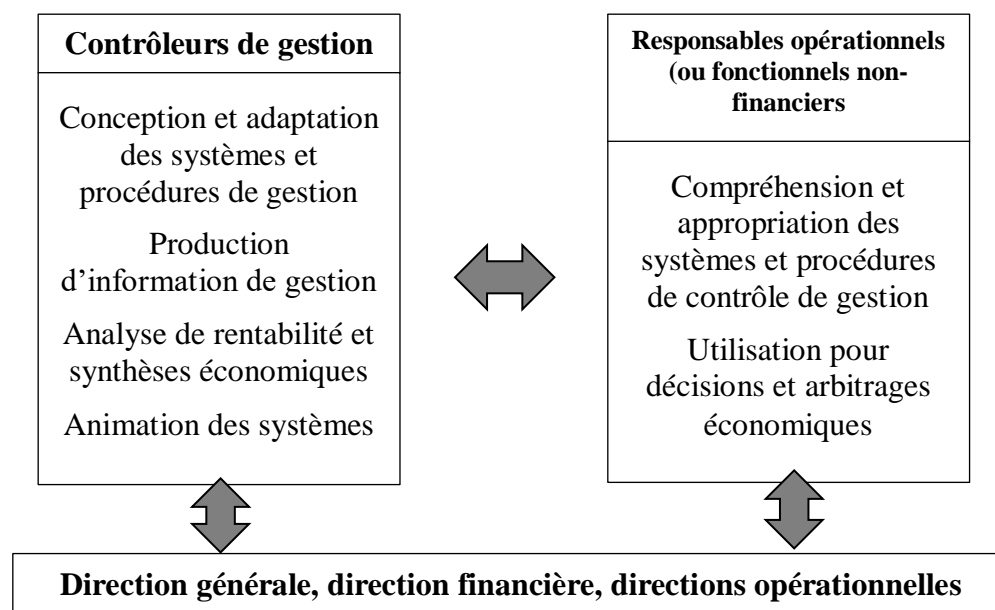 Contrôleurs de gestion
Conception et adaptation
des systèmes et
procédures de gestion
Production
d’information de gestion
Analyse de rentabilité et
synthèses économiques
Animation des systèmes
Responsables opérationnels
(ou fonctionnels non-
financiers
Compréhension et
appropriation des
systèmes et procédures
de contrôle de gestion
Utilisation pour
décisions et arbitrages
économiques
Direction générale, direction financière, directions opérationnelles